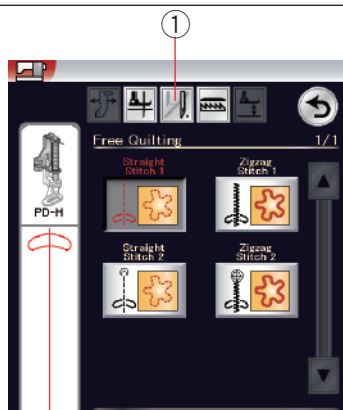 ①
Free Quilting 1/1
Straight Stitch 1
Zigzag Stitch 1
PD-H
Straight Stitch 2
Zigzag Stitch 2